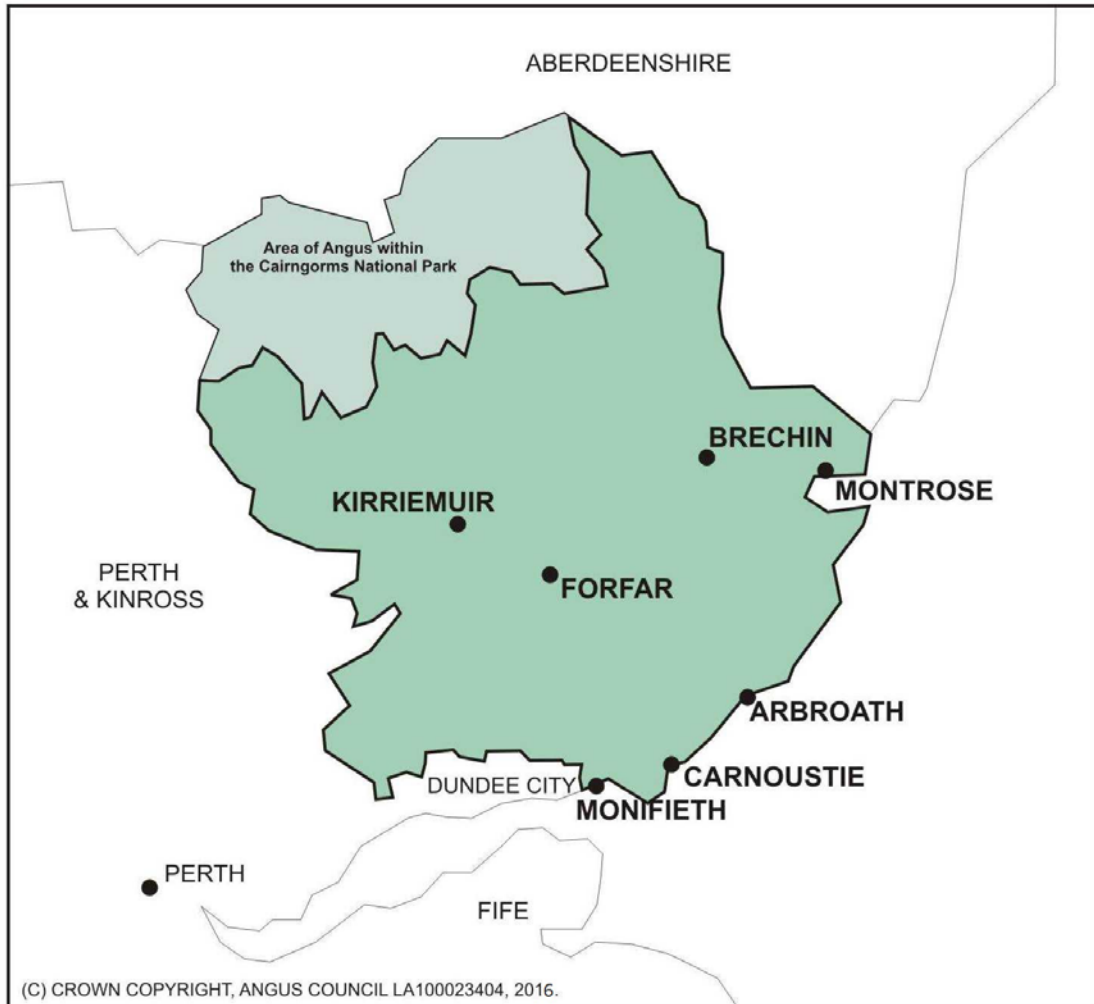 ABERDEENSHIRE
Area of Angus within
the Cairngorms National Park
BRECHIN
MONTROSE
KIRRIEMUIR
PERTH
& KINROSS
FORFAR
ARBROATH
CARNOUSTIE
DUNDEE CITY
MONIFIETH
PERTH
FIFE
(C) CROWN COPYRIGHT, ANGUS COUNCIL LA100023404, 2016.